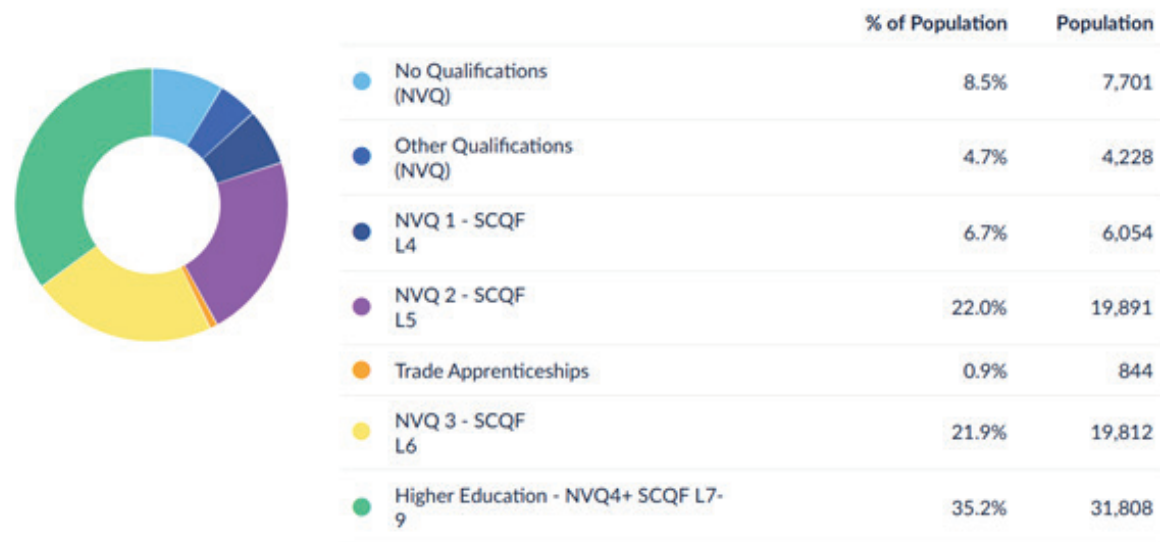 % of Population Population
No Qualifications
(NVQ) 8.5% 7,701
Other Qualifications
(NVQ) 4.7% 4,228
NVQ 1 - SCQF
L4 6.7% 6,054
NVQ 2 - SCQF
L5 22.0% 19,891
Trade Apprenticeships 0.9% 844
NVQ 3 - SCQF
L6 21.9% 19,812
Higher Education - NVQ4+ SCQF L7-
9 35.2% 31,808